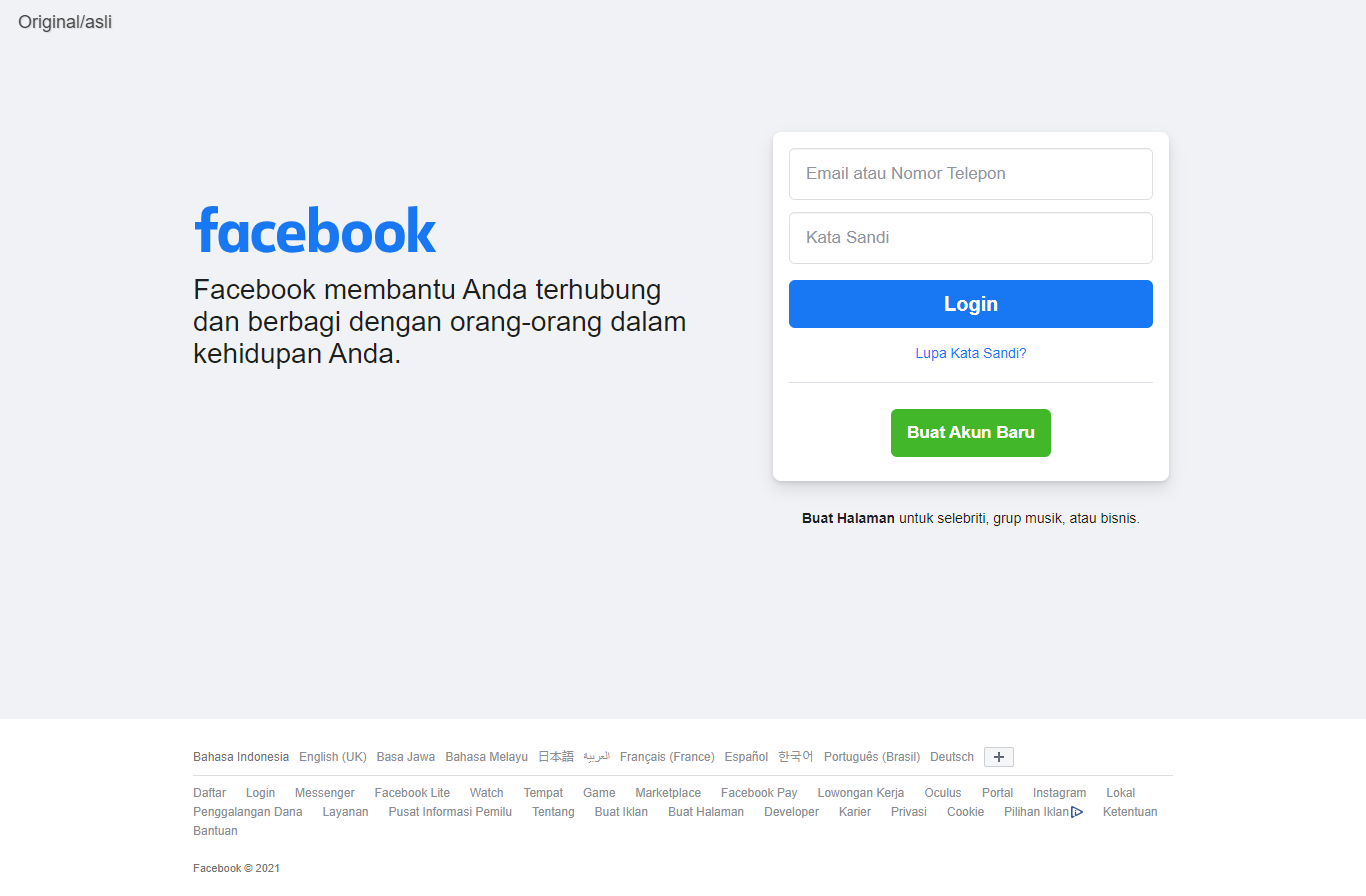 Original/asli
facebook
Facebook membantu Anda terhubung
dan berbagi dengan orang-orang dalam
kehidupan Anda.
Email atau Nomor Telepon
Kata Sandi
Login
Lupa Kata Sandi?
Buat Akun Baru
Buat Halaman untuk selebriti, grup musik, atau bisnis.
Bahasa Indonesia English (UK) Basa Jawa Bahasa Melayu 日本語 العربية Français (France) Español 한국어 Português (Brasil) Deutsch +
Daftar Login Messenger Facebook Lite Watch Tempat Game Marketplace Facebook Pay Lowongan Kerja Oculus Portal Instagram Lokal
Penggalangan Dana Layanan Pusat Informasi Pemilu Tentang Buat Iklan Buat Halaman Developer Karier Privasi Cookie Pilihan Iklan Ketentuan
Bantuan
Facebook © 2021